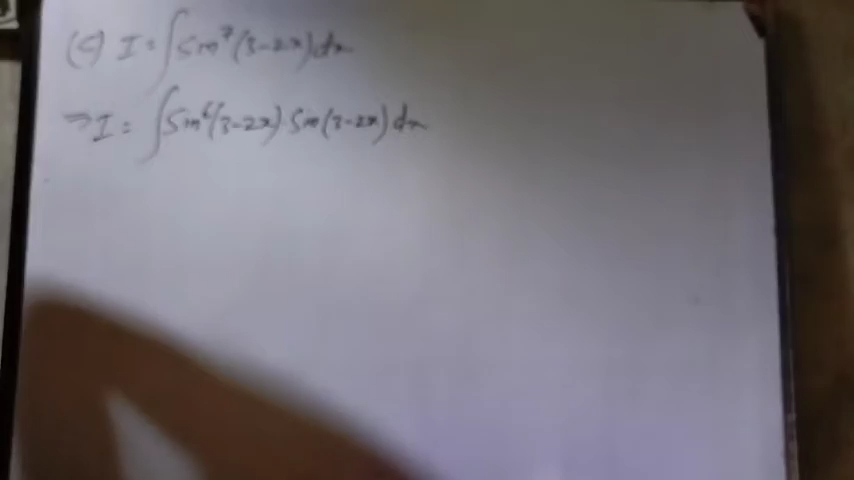 (c) I = ∫ Sin⁷(3-2x) dx
⇒ I = ∫ Sin⁶(3-2x) . Sin(3-2x) dx